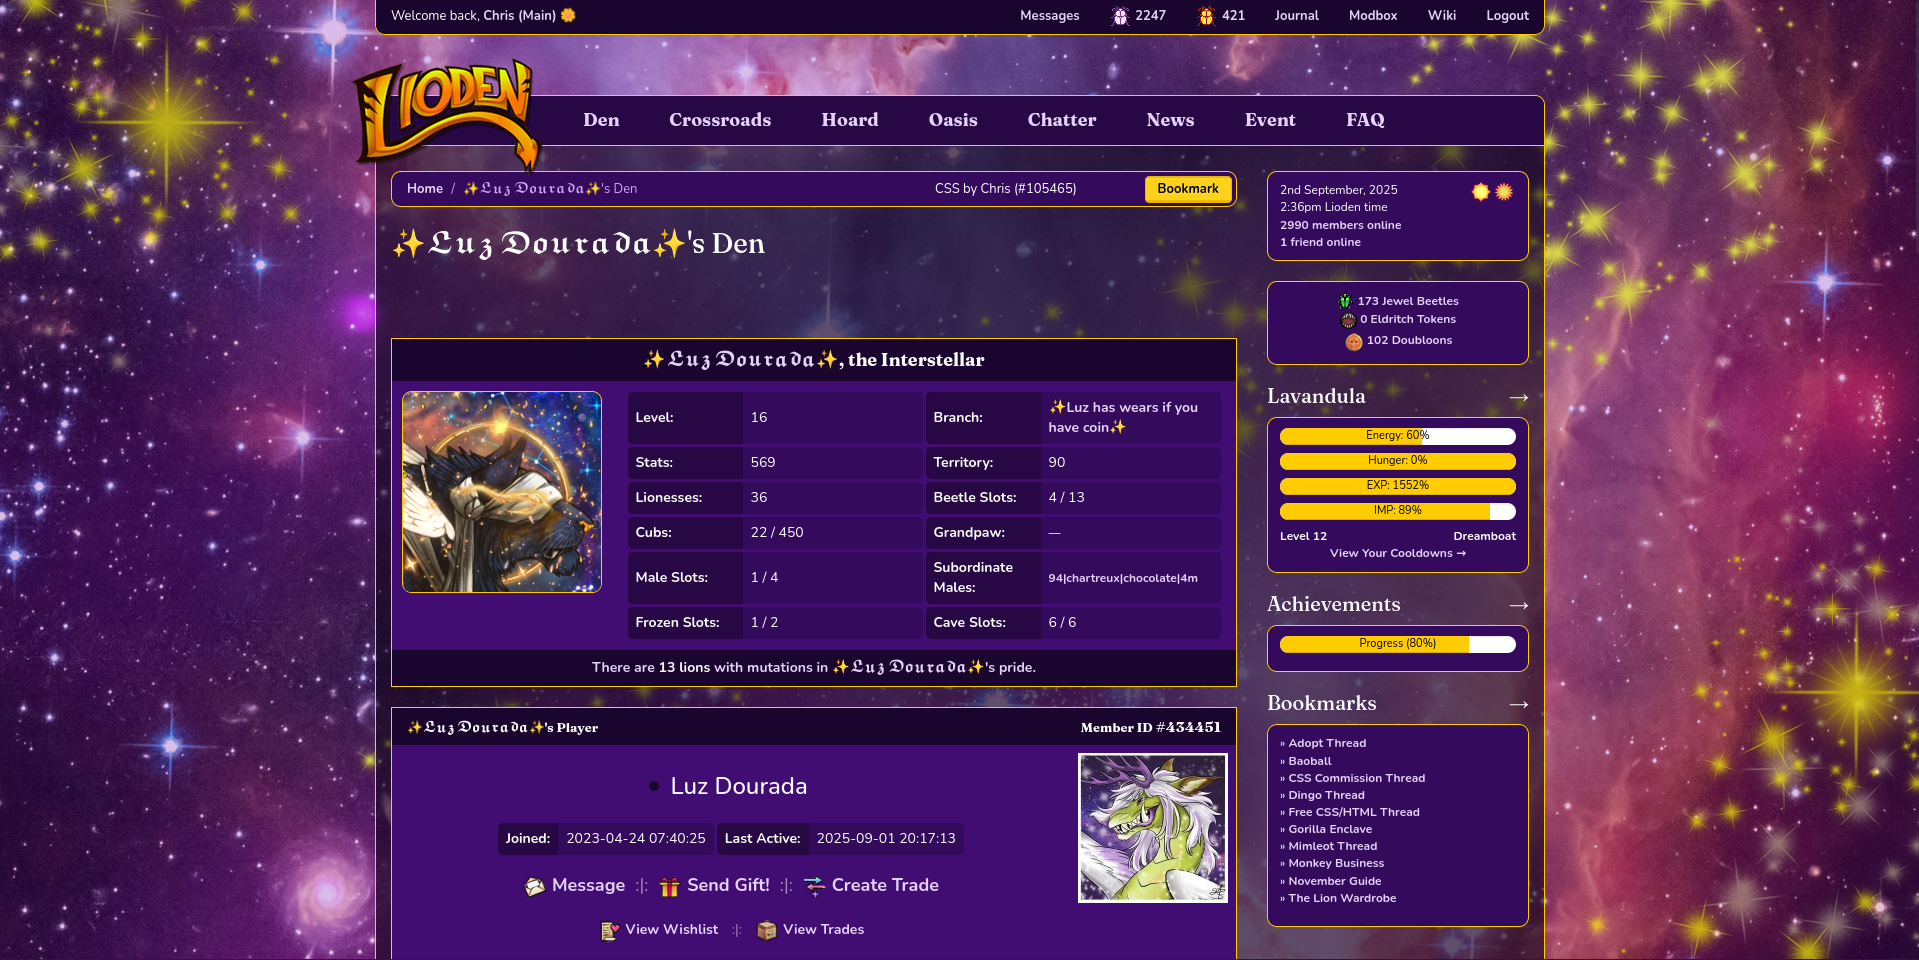 Welcome back, Chris (Main) 🌼
Messages 2247 421 Journal Modbox Wiki Logout
LIODEN
Den Crossroads Hoard Oasis Chatter News Event FAQ
Home / ✨𝕷𝖚𝖟 𝕯𝖔𝖚𝖗𝖆𝖉𝖆✨'s Den
CSS by Chris (#105465)
Bookmark
✨𝕷𝖚𝖟 𝕯𝖔𝖚𝖗𝖆𝖉𝖆✨'s Den
✨𝕷𝖚𝖟 𝕯𝖔𝖚𝖗𝖆𝖉𝖆✨, the Interstellar
Level: 16
Branch: ✨Luz has wears if you
have coin✨
Stats: 569
Territory: 90
Lionesses: 36
Beetle Slots: 4 / 13
Cubs: 22 / 450
Grandpaw: —
Male Slots: 1 / 4
Subordinate
Males: 94|chartreux|chocolate|4m
Frozen Slots: 1 / 2
Cave Slots: 6 / 6
There are 13 lions with mutations in ✨𝕷𝖚𝖟 𝕯𝖔𝖚𝖗𝖆𝖉𝖆✨'s pride.
✨𝕷𝖚𝖟 𝕯𝖔𝖚𝖗𝖆𝖉𝖆✨'s Player
Member ID #434451
Luz Dourada
Joined: 2023-04-24 07:40:25 Last Active: 2025-09-01 20:17:13
Message :|: Send Gift! :|: Create Trade
View Wishlist :|: View Trades
2nd September, 2025
2:36pm Lioden time
2990 members online
1 friend online
173 Jewel Beetles
0 Eldritch Tokens
102 Doubloons
Lavandula →
Energy: 60%
Hunger: 0%
EXP: 1552%
IMP: 89%
Level 12 Dreamboat
View Your Cooldowns →
Achievements →
Progress (80%)
Bookmarks →
» Adopt Thread
» Baoball
» CSS Commission Thread
» Dingo Thread
» Free CSS/HTML Thread
» Gorilla Enclave
» Mimleot Thread
» Monkey Business
» November Guide
» The Lion Wardrobe